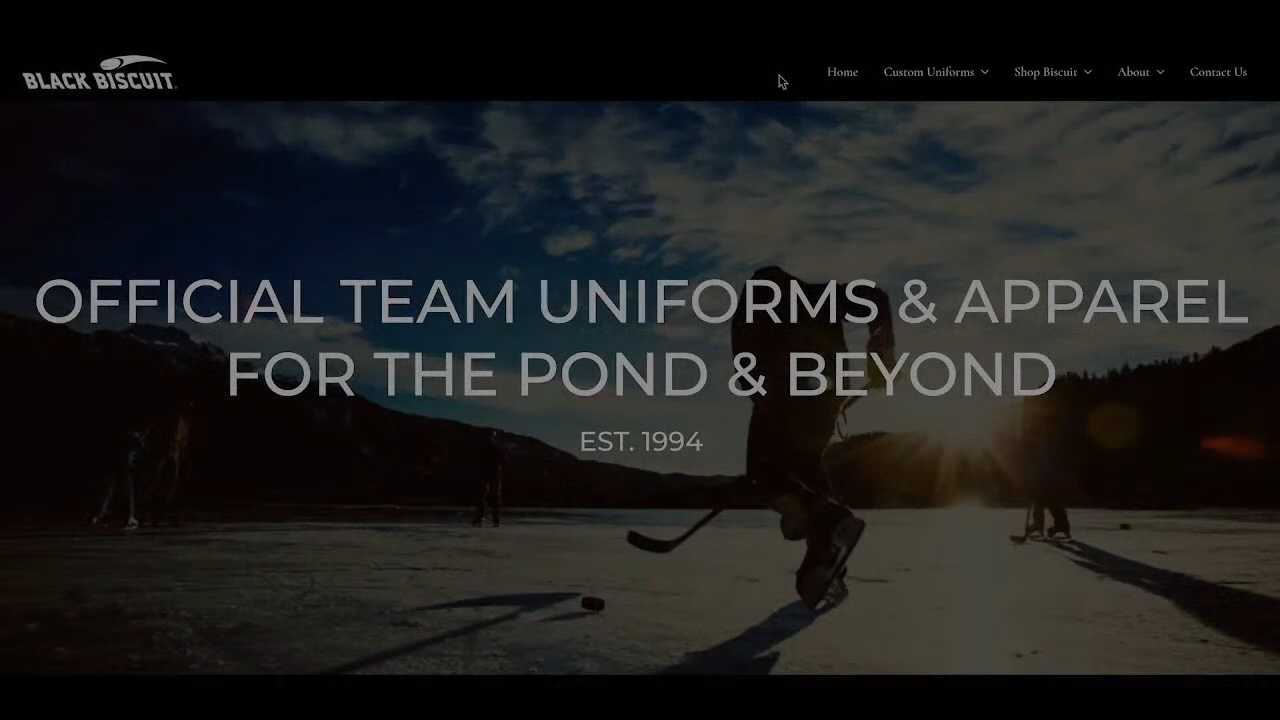 BLACK BISCUIT
Home Custom Uniforms Shop Biscuit About Contact Us
OFFICIAL TEAM UNIFORMS & APPAREL
FOR THE POND & BEYOND
EST. 1994